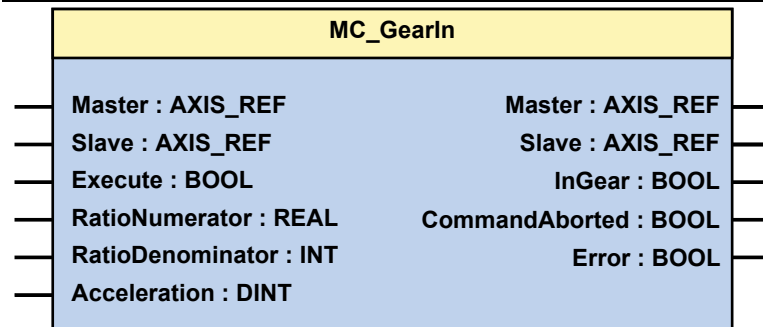 MC_GearIn
Master : AXIS_REF Master : AXIS_REF
Slave : AXIS_REF Slave : AXIS_REF
Execute : BOOL InGear : BOOL
RatioNumerator : REAL CommandAborted : BOOL
RatioDenominator : INT Error : BOOL
Acceleration : DINT